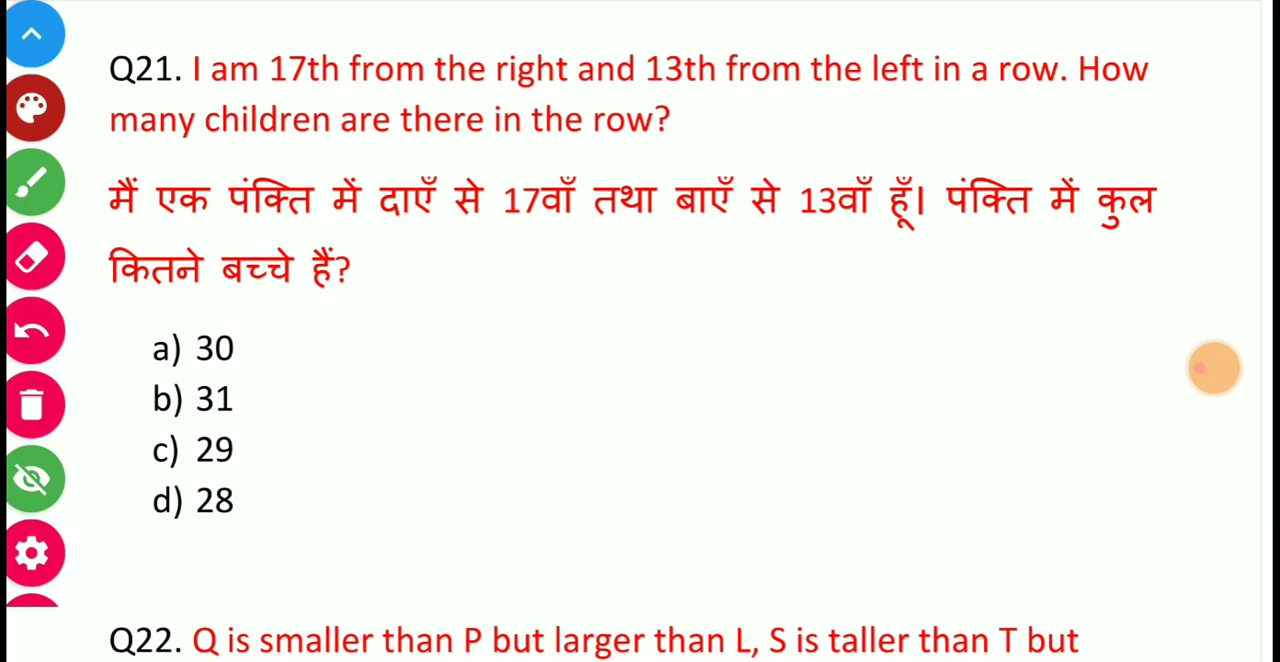 Q21. I am 17th from the right and 13th from the left in a row. How
many children are there in the row?
मैं एक पंक्ति में दाएँ से 17वाँ तथा बाएँ से 13वाँ हूँ। पंक्ति में कुल
कितने बच्चे हैं?
a) 30
b) 31
c) 29
d) 28
Q22. Q is smaller than P but larger than L, S is taller than T but